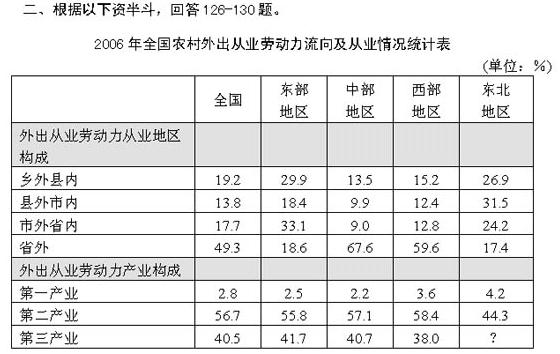 二、根据以下资半斗，回答126-130题。
2006年全国农村外出从业劳动力流向及从业情况统计表
(单位：%)
全国 东部地区 中部地区 西部地区 东北地区
外出从业劳动力从业地区构成
乡外县内 19.2 29.9 13.5 15.2 26.9
县外市内 13.8 18.4 9.9 12.4 31.5
市外省内 17.7 33.1 9.0 12.8 24.2
省外 49.3 18.6 67.6 59.6 17.4
外出从业劳动力产业构成
第一产业 2.8 2.5 2.2 3.6 4.2
第二产业 56.7 55.8 57.1 58.4 44.3
第三产业 40.5 41.7 40.7 38.0 ?